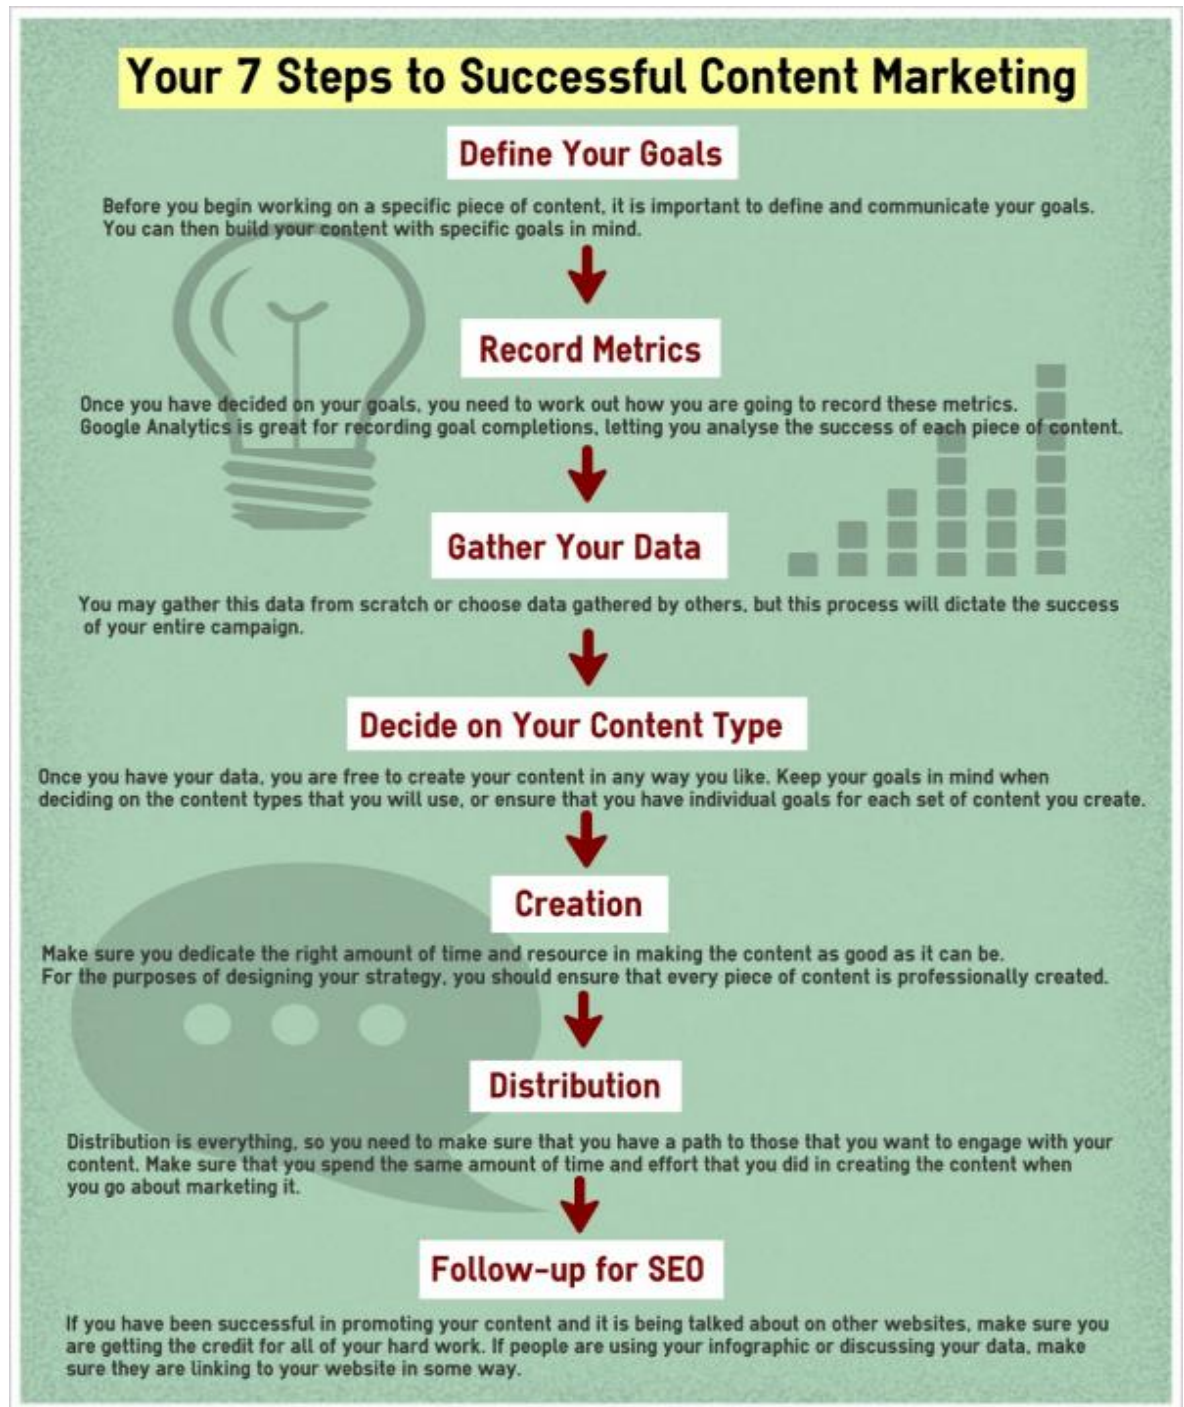 Your 7 Steps to Successful Content Marketing
Define Your Goals
Before you begin working on a specific piece of content, it is important to define and communicate your goals.
You can then build your content with specific goals in mind.
Record Metrics
Once you have decided on your goals, you need to work out how you are going to record these metrics.
Google Analytics is great for recording goal completions, letting you analyse the success of each piece of content.
Gather Your Data
You may gather this data from scratch or choose data gathered by others, but this process will dictate the success
of your entire campaign.
Decide on Your Content Type
Once you have your data, you are free to create your content in any way you like. Keep your goals in mind when
deciding on the content types that you will use, or ensure that you have individual goals for each set of content you create.
Creation
Make sure you dedicate the right amount of time and resource in making the content as good as it can be.
For the purposes of designing your strategy, you should ensure that every piece of content is professionally created.
Distribution
Distribution is everything, so you need to make sure that you have a path to those that you want to engage with your
content. Make sure that you spend the same amount of time and effort that you did in creating the content when
you go about marketing it.
Follow-up for SEO
If you have been successful in promoting your content and it is being talked about on other websites, make sure you
are getting the credit for all of your hard work. If people are using your infographic or discussing your data, make
sure they are linking to your website in some way.